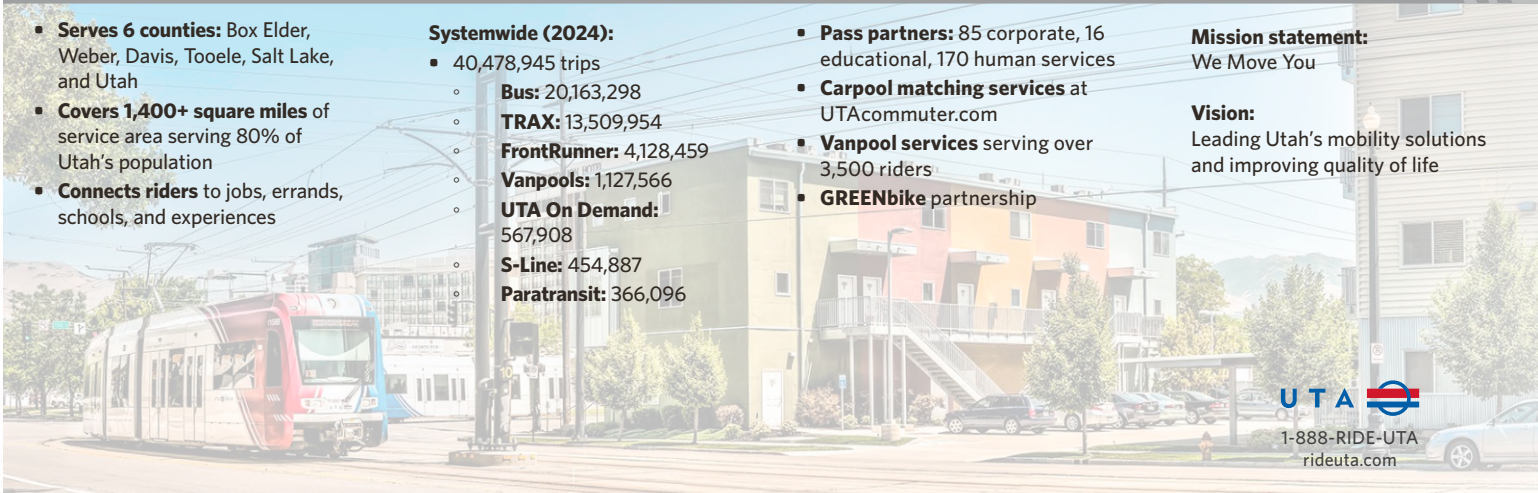 Serves 6 counties: Box Elder,
Weber, Davis, Tooele, Salt Lake,
and Utah
Covers 1,400+ square miles of
service area serving 80% of
Utah's population
Connects riders to jobs, errands,
schools, and experiences
Systemwide (2024):
40,478,945 trips
Bus: 20,163,298
TRAX: 13,509,954
FrontRunner: 4,128,459
Vanpools: 1,127,566
UTA On Demand:
567,908
S-Line: 454,887
Paratransit: 366,096
Pass partners: 85 corporate, 16
educational, 170 human services
Carpool matching services at
UTAcommuter.com
Vanpool services serving over
3,500 riders
GREENbike partnership
Mission statement:
We Move You
Vision:
Leading Utah's mobility solutions
and improving quality of life
UTA
1-888-RIDE-UTA
rideuta.com